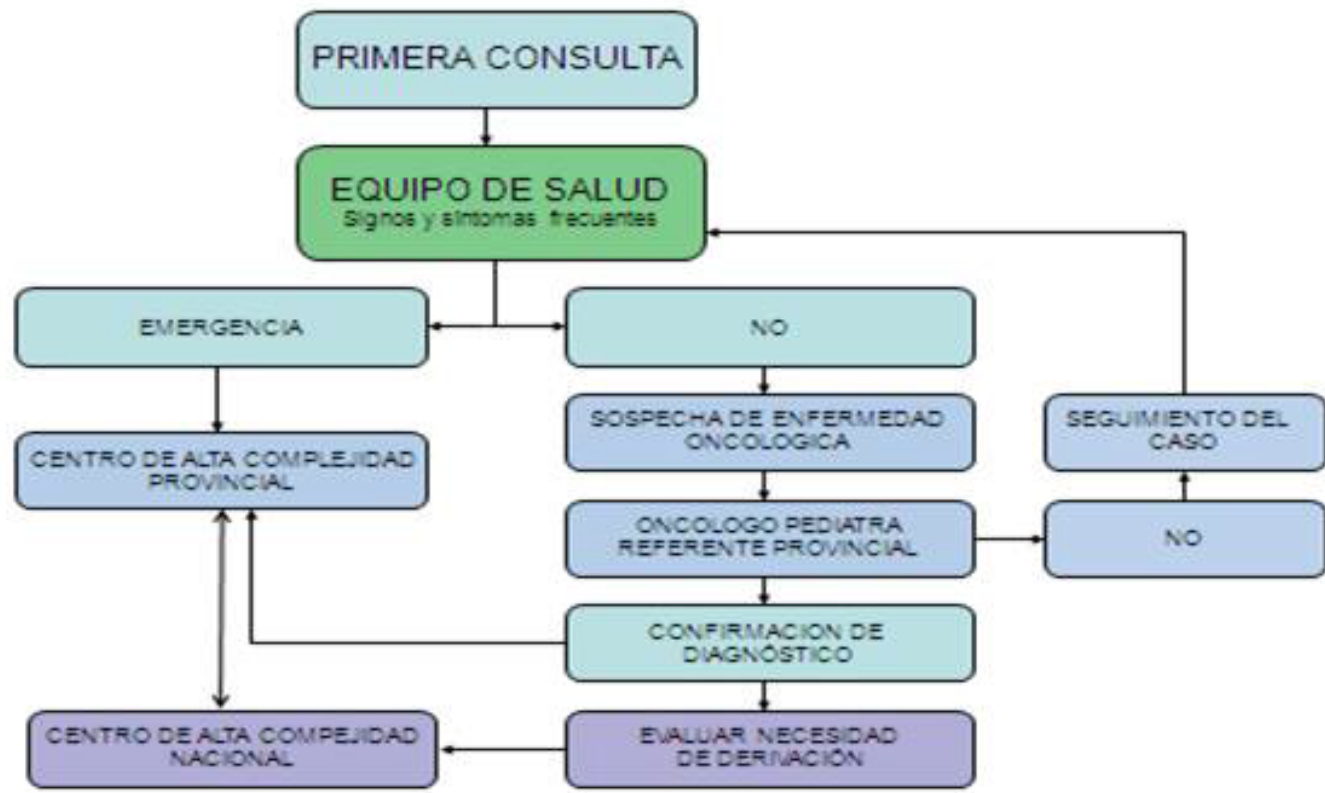 PRIMERA CONSULTA
EQUIPO DE SALUD
Signos y síntomas frecuentes
EMERGENCIA
NO
SOSPECHA DE ENFERMEDAD
ONCOLOGICA
SEGUIMIENTO DEL
CASO
CENTRO DE ALTA COMPLEJIDAD
PROVINCIAL
ONCOLOGO PEDIATRA
REFERENTE PROVINCIAL
NO
CONFIRMACION DE
DIAGNÓSTICO
CENTRO DE ALTA COMPEJIDAD
NACIONAL
EVALUAR NECESIDAD
DE DERIVACIÓN